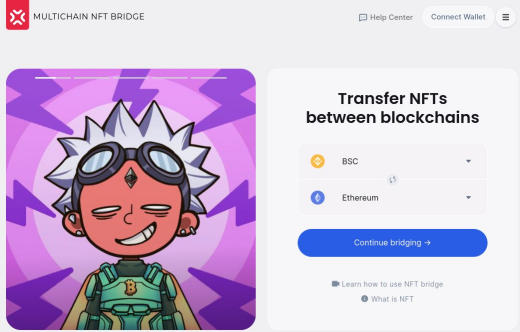 MULTICHAIN NFT BRIDGE
Help Center
Connect Wallet
Transfer NFTs
between blockchains
BSC
Ethereum
Continue bridging →
Learn how to use NFT bridge
What is NFT